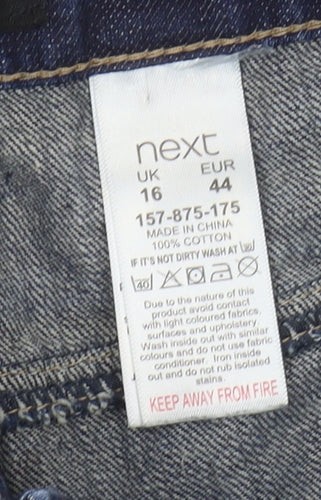 next
UK EUR
16 44
157-875-175
MADE IN CHINA
100% COTTON
IF IT'S NOT DIRTY WASH AT 30
40
Due to the nature of this
product avoid contact
with light coloured fabrics,
surfaces and upholstery.
Wash inside out with similar
colours and do not use fabric
conditioner. Iron inside
out and do not rub isolated
stains.
KEEP AWAY FROM FIRE